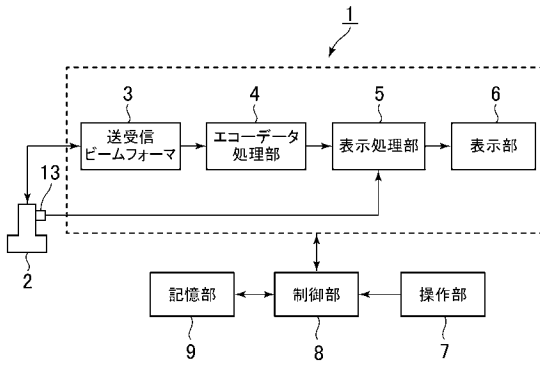 1
3
4
5
6
送受信
ビームフォーマ
エコーデータ
処理部
表示処理部
表示部
13
2
記憶部
制御部
操作部
9
8
7